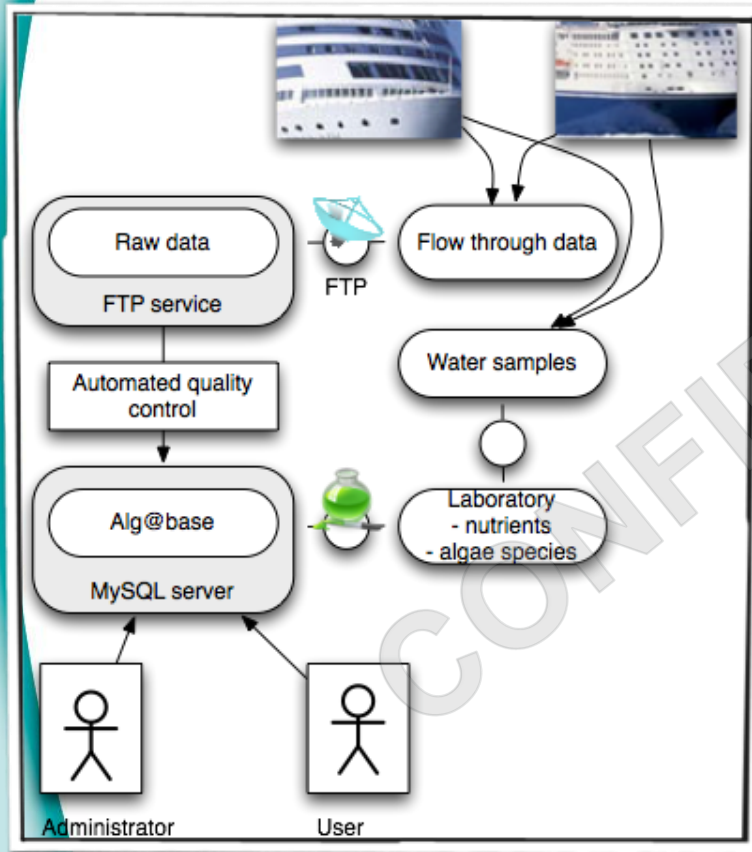 Raw data
FTP service
FTP
Flow through data
Automated quality
control
Water samples
Alg@base
MySQL server
Laboratory
- nutrients
- algae species
Administrator
User